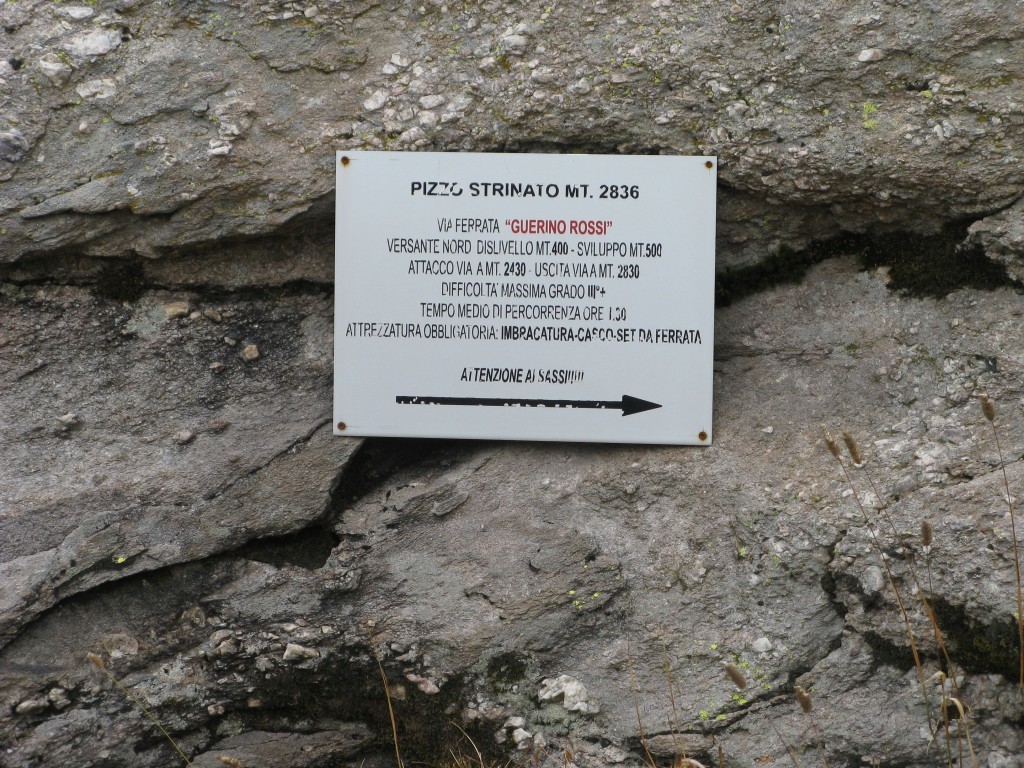 PIZZO STRINATO MT. 2836
VIA FERRATA "GUERINO ROSSI"
VERSANTE NORD DISLIVELLO MT.400 - SVILUPPO MT.500
ATTACCO VIA A MT. 2430 - USCITA VIA A MT. 2830
DIFFICOLTA' MASSIMA GRADO III°+
TEMPO MEDIO DI PERCORRENZA ORE 1.30
ATTREZZATURA OBBLIGATORIA: IMBRACATURA-CASCO-SET DA FERRATA
ATTENZIONE AI SASSI!!!!!